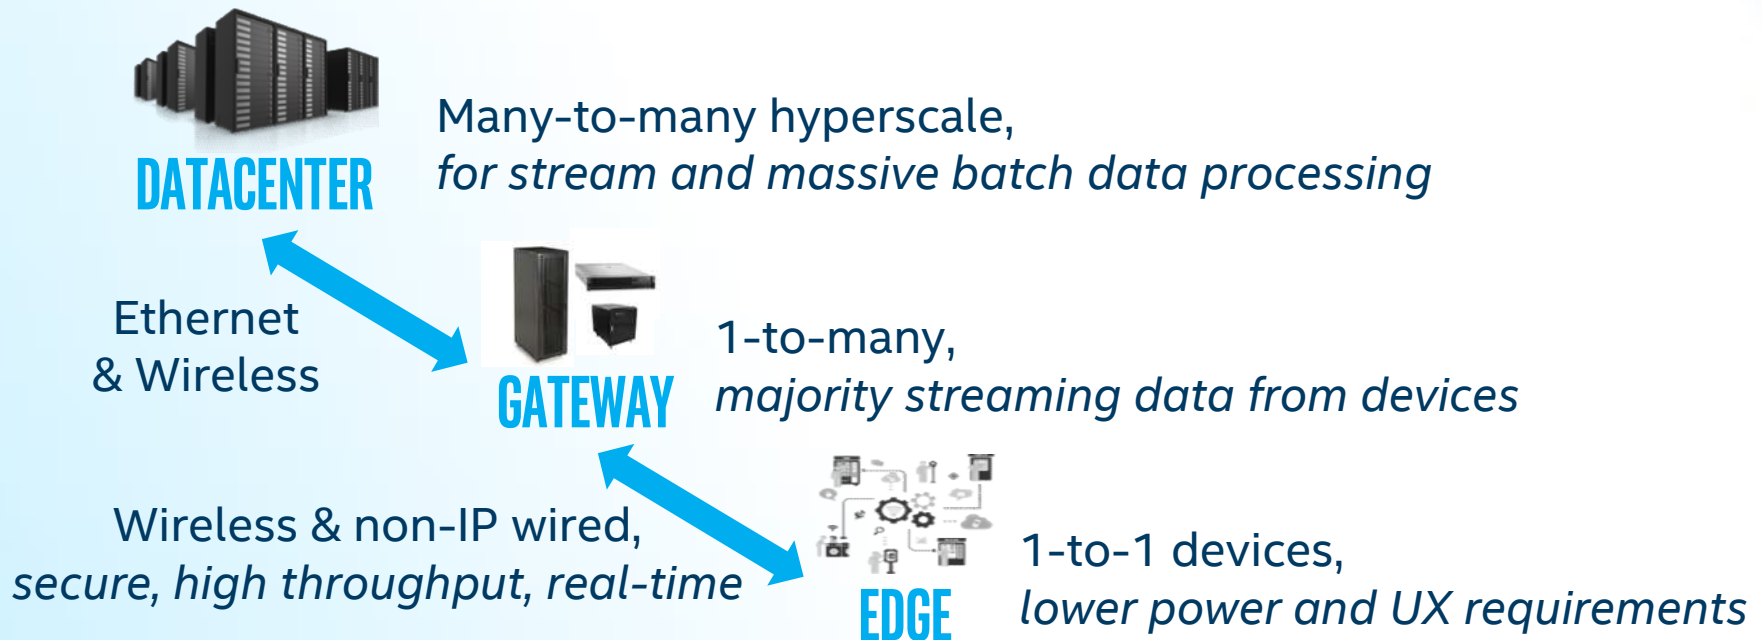 DATACENTER
Many-to-many hyperscale,
for stream and massive batch data processing
Ethernet
& Wireless
GATEWAY
1-to-many,
majority streaming data from devices
Wireless & non-IP wired,
secure, high throughput, real-time
EDGE
1-to-1 devices,
lower power and UX requirements